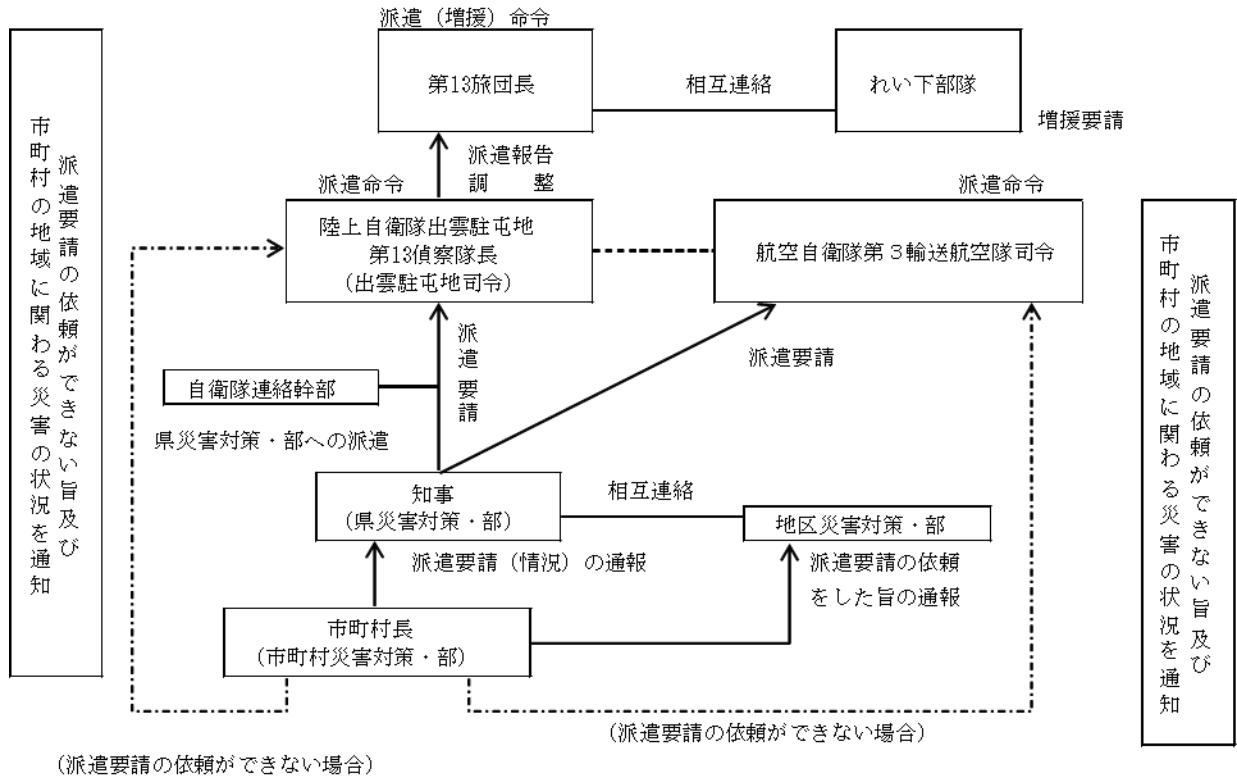 派遣（増援）命令
第13旅団長
相互連絡
れい下部隊
増援要請
派遣報告
調　整
派遣命令
派遣命令
陸上自衛隊出雲駐屯地
第13偵察隊長
(出雲駐屯地司令)
航空自衛隊第３輸送航空隊司令
派遣要請
派遣要請
自衛隊連絡幹部
県災害対策・部への派遣
知事
(県災害対策・部)
相互連絡
地区災害対策・部
派遣要請（情況）の通報
派遣要請の依頼
をした旨の通報
市町村長
(市町村災害対策・部)
(派遣要請の依頼ができない場合)
(派遣要請の依頼ができない場合)
派遣要請の依頼ができない旨及び
市町村の地域に関わる災害の状況を通知
派遣要請の依頼ができない旨及び
市町村の地域に関わる災害の状況を通知